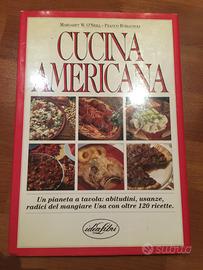 MARGARET W. O'NEILL - FRANCO BORGOGNI
CUCINA
AMERICANA
Un pianeta a tavola: abitudini, usanze,
radici del mangiare Usa con oltre 120 ricette.
idealibri
subito